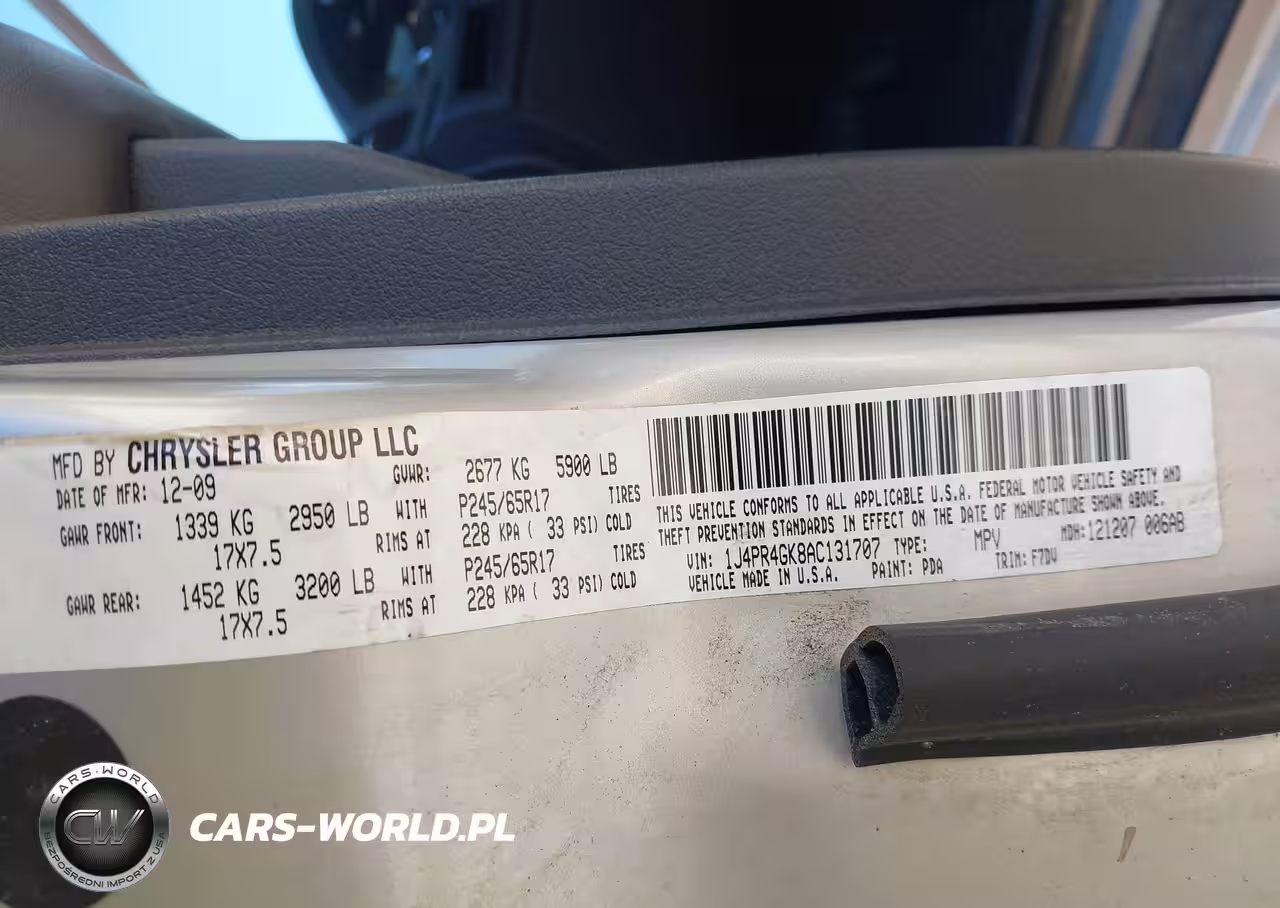 MFD BY CHRYSLER GROUP LLC
DATE OF MFR: 12-09 GVWR: 2677 KG 5900 LB
GAWR FRONT: 1339 KG 2950 LB WITH P245/65R17 TIRES
17X7.5 RIMS AT 228 KPA ( 33 PSI) COLD
GAWR REAR: 1452 KG 3200 LB WITH P245/65R17 TIRES
17X7.5 RIMS AT 228 KPA ( 33 PSI) COLD
THIS VEHICLE CONFORMS TO ALL APPLICABLE U.S.A. FEDERAL MOTOR VEHICLE SAFETY AND
THEFT PREVENTION STANDARDS IN EFFECT ON THE DATE OF MANUFACTURE SHOWN ABOVE.
VIN: 1J4PR4GK8AC131707 TYPE: MPV MDH:121207 006AB
VEHICLE MADE IN U.S.A. PAINT: PDA TRIM: F7DV
CARS-WORLD
CW
BEZPOŚREDNI IMPORT Z USA
CARS-WORLD.PL